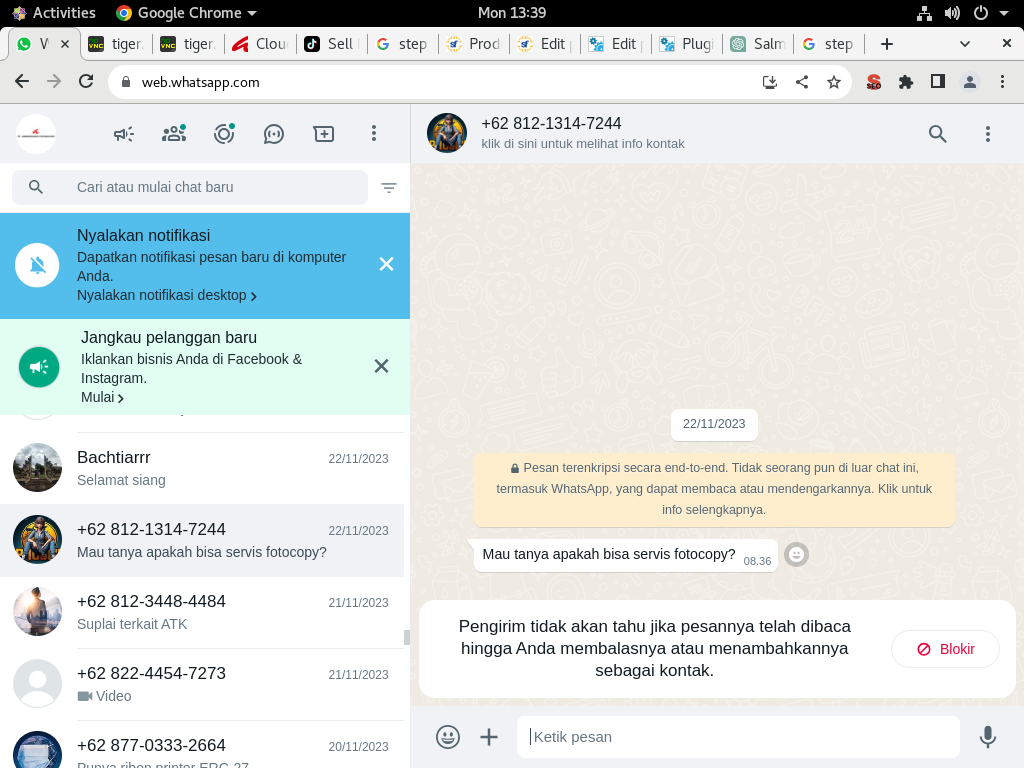 Activities
Google Chrome
Mon 13:39
W
tiger.
tiger.
Clou
Sell
step
Prod
Edit
Edit
Plugi
Salm
step
web.whatsapp.com
SEO
+62 812-1314-7244
klik di sini untuk melihat info kontak
Cari atau mulai chat baru
Nyalakan notifikasi
Dapatkan notifikasi pesan baru di komputer
Anda.
Nyalakan notifikasi desktop
Jangkau pelanggan baru
Iklankan bisnis Anda di Facebook &
Instagram.
Mulai
Bachtiarrr
22/11/2023
Selamat siang
+62 812-1314-7244
22/11/2023
Mau tanya apakah bisa servis fotocopy?
+62 812-3448-4484
21/11/2023
Suplai terkait ATK
+62 822-4454-7273
21/11/2023
Video
+62 877-0333-2664
20/11/2023
Punya ribon printer ERC 27
22/11/2023
Pesan terenkripsi secara end-to-end. Tidak seorang pun di luar chat ini,
termasuk WhatsApp, yang dapat membaca atau mendengarkannya. Klik untuk
info selengkapnya.
Mau tanya apakah bisa servis fotocopy?
08.36
Pengirim tidak akan tahu jika pesannya telah dibaca
hingga Anda membalasnya atau menambahkannya
sebagai kontak.
Blokir
Ketik pesan